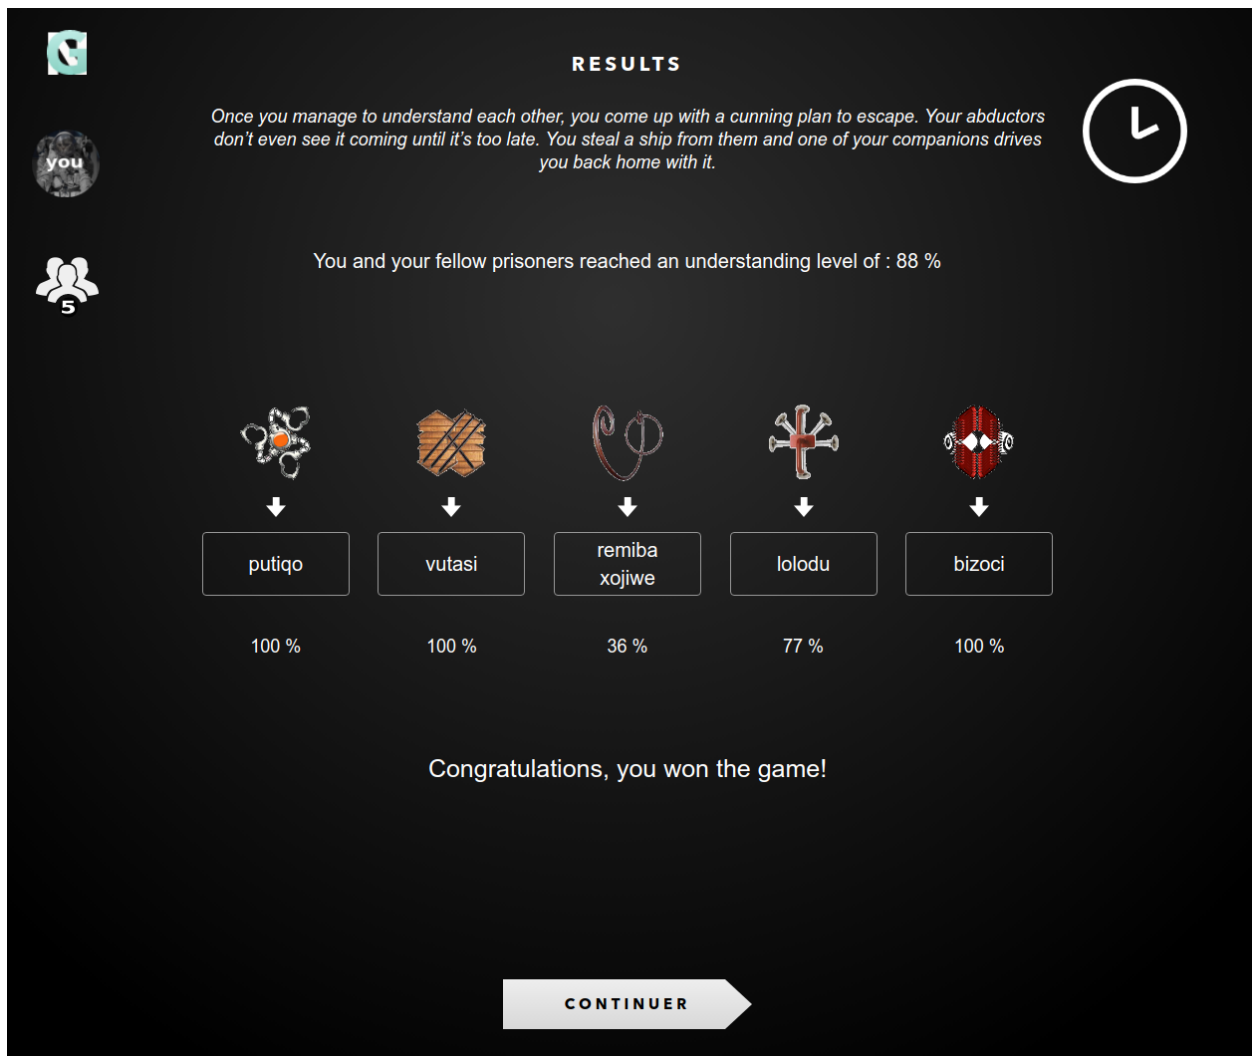 G
RESULTS
Once you manage to understand each other, you come up with a cunning plan to escape. Your abductors
don't even see it coming until it's too late. You steal a ship from them and one of your companions drives
you back home with it.
you
You and your fellow prisoners reached an understanding level of : 88 %
5
putiqo
vutasi
remiba
xojiwe
lolodu
bizoci
100 %
100 %
36 %
77 %
100 %
Congratulations, you won the game!
CONTINUER